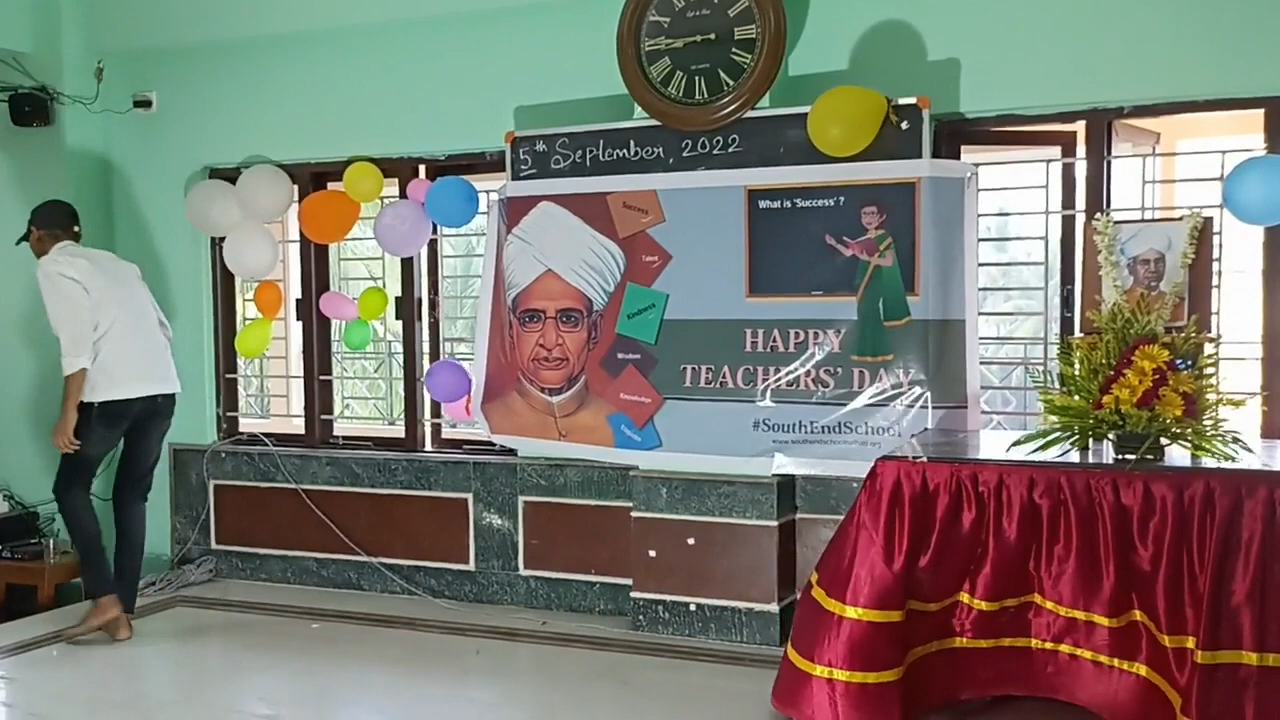 5th September, 2022
Success
What is 'Success' ?
Talent
Kindness
Wisdom
Knowledge
HAPPY
TEACHERS' DAY
#SouthEndSchool